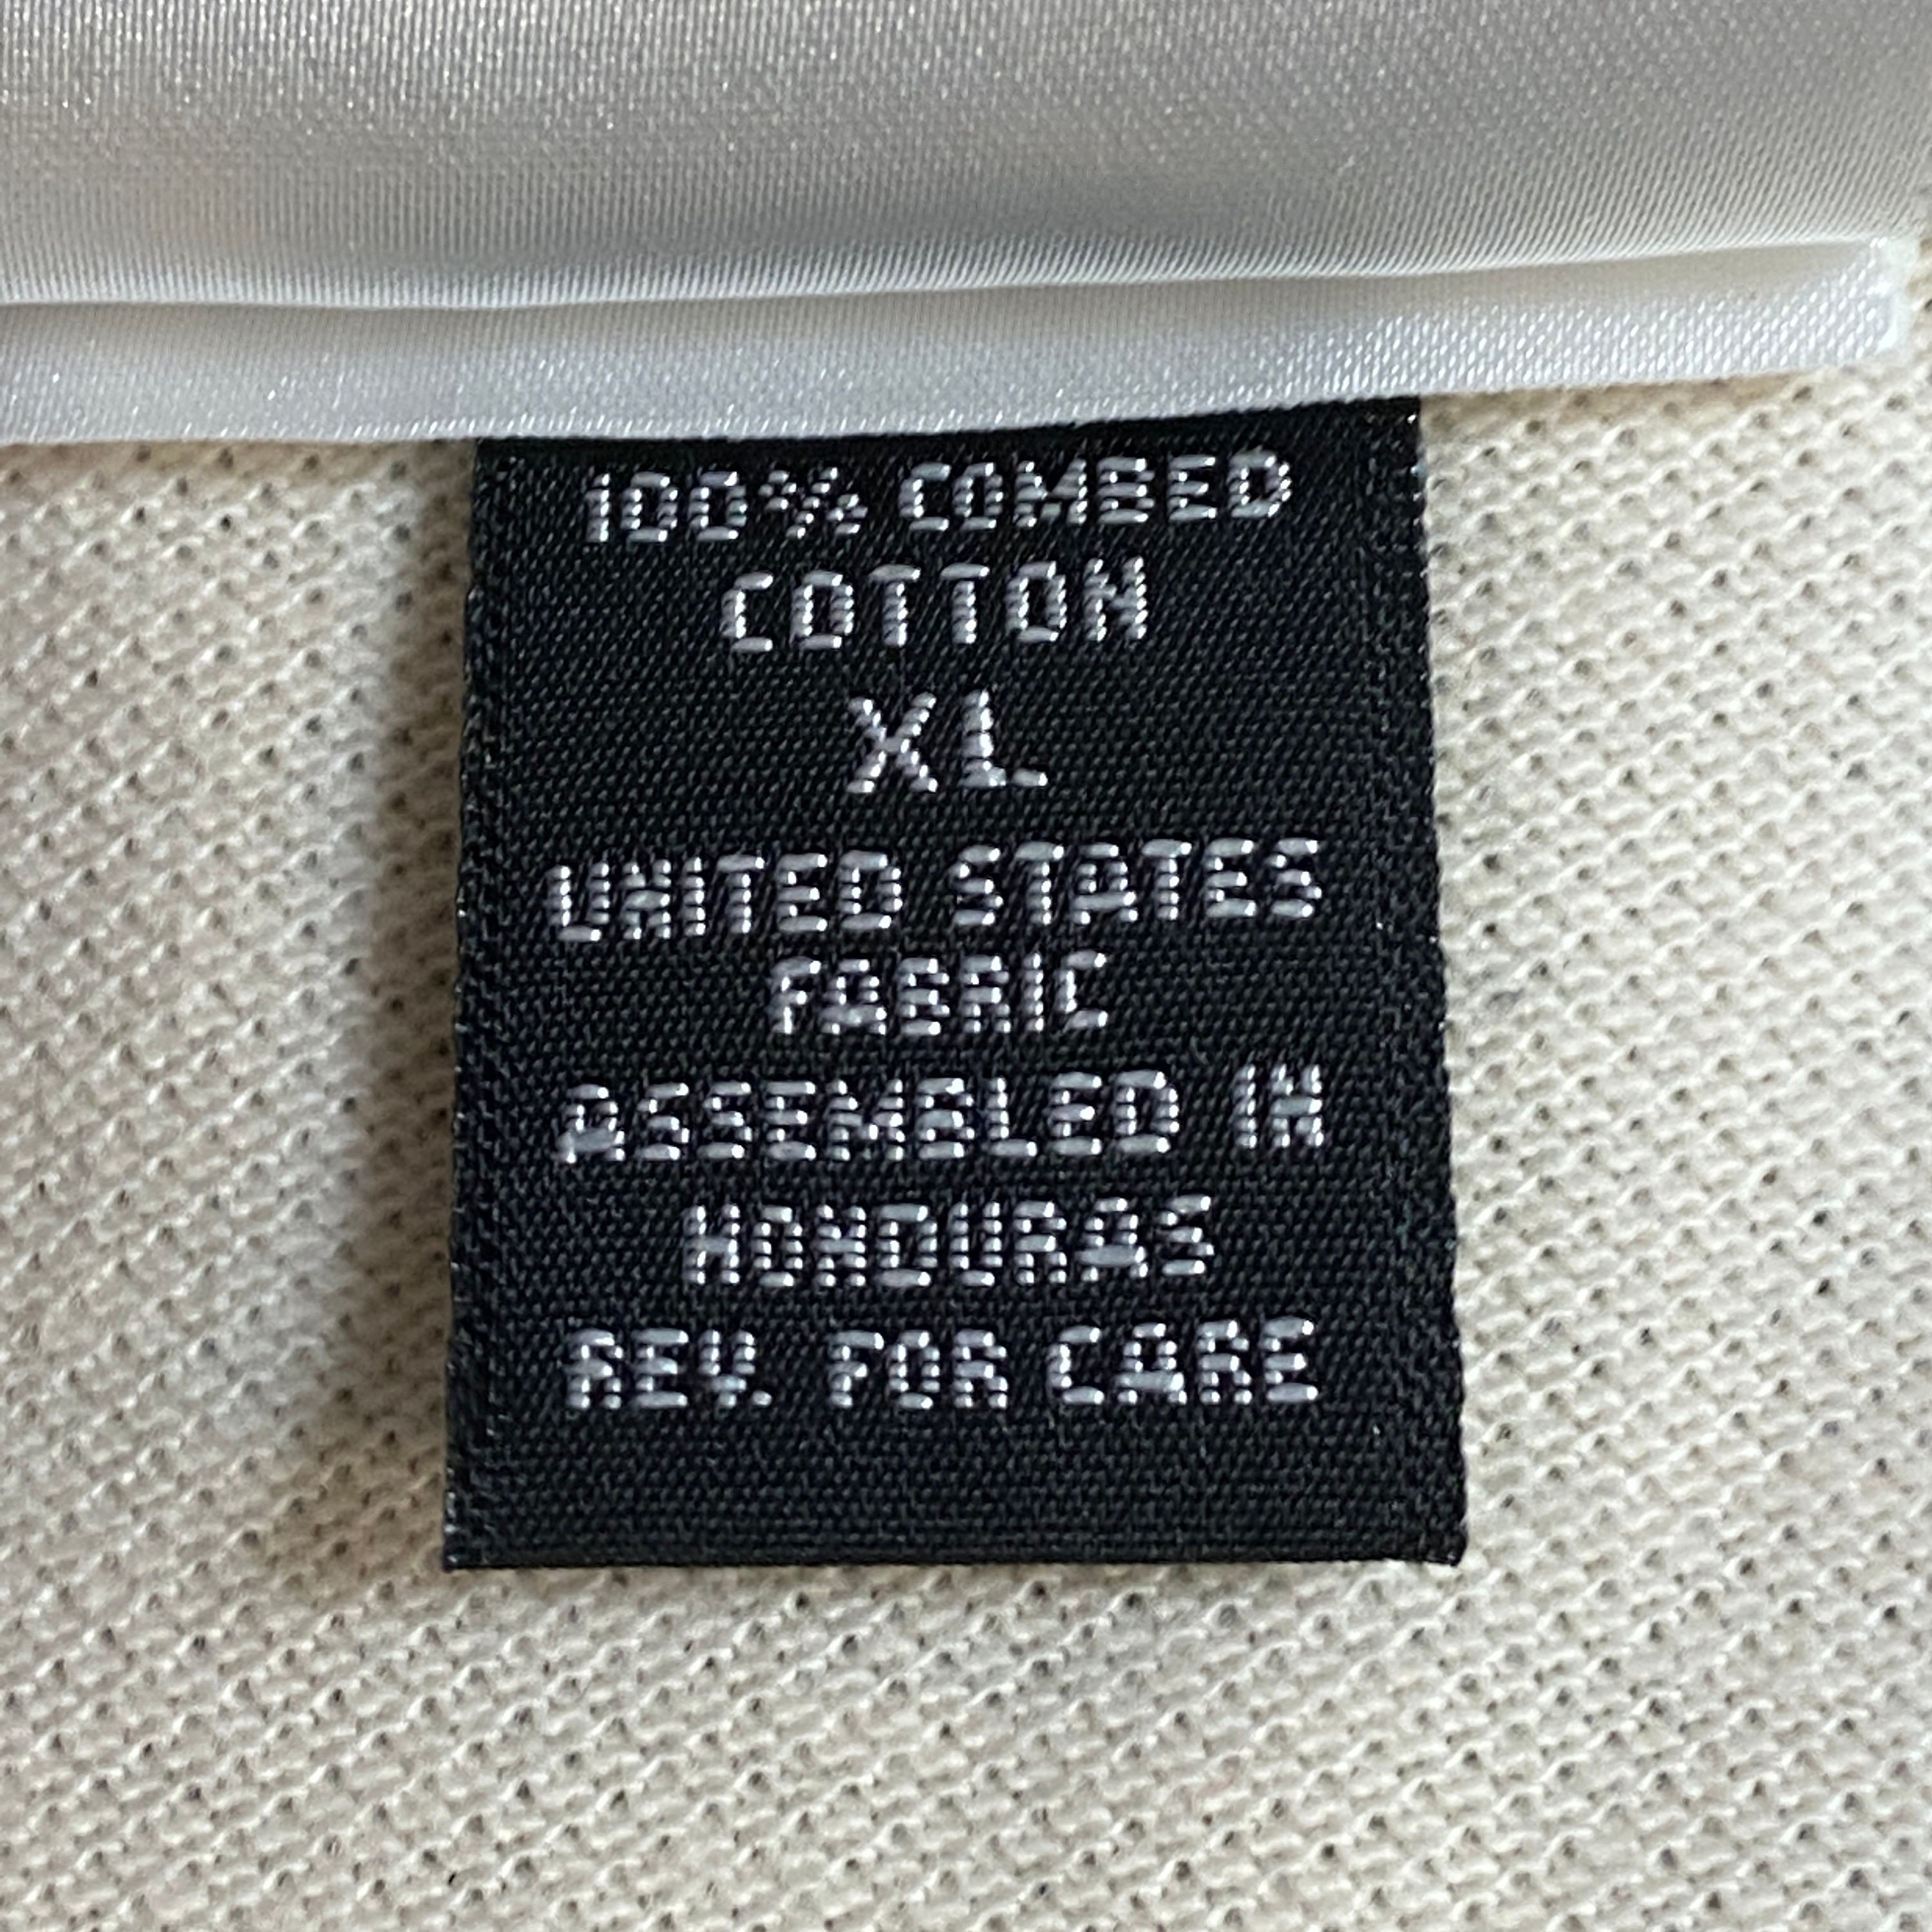 100% COMBED
COTTON
XL
UNITED STATES
FABRIC
ASSEMBLED IN
HONDURAS
REV. FOR CARE